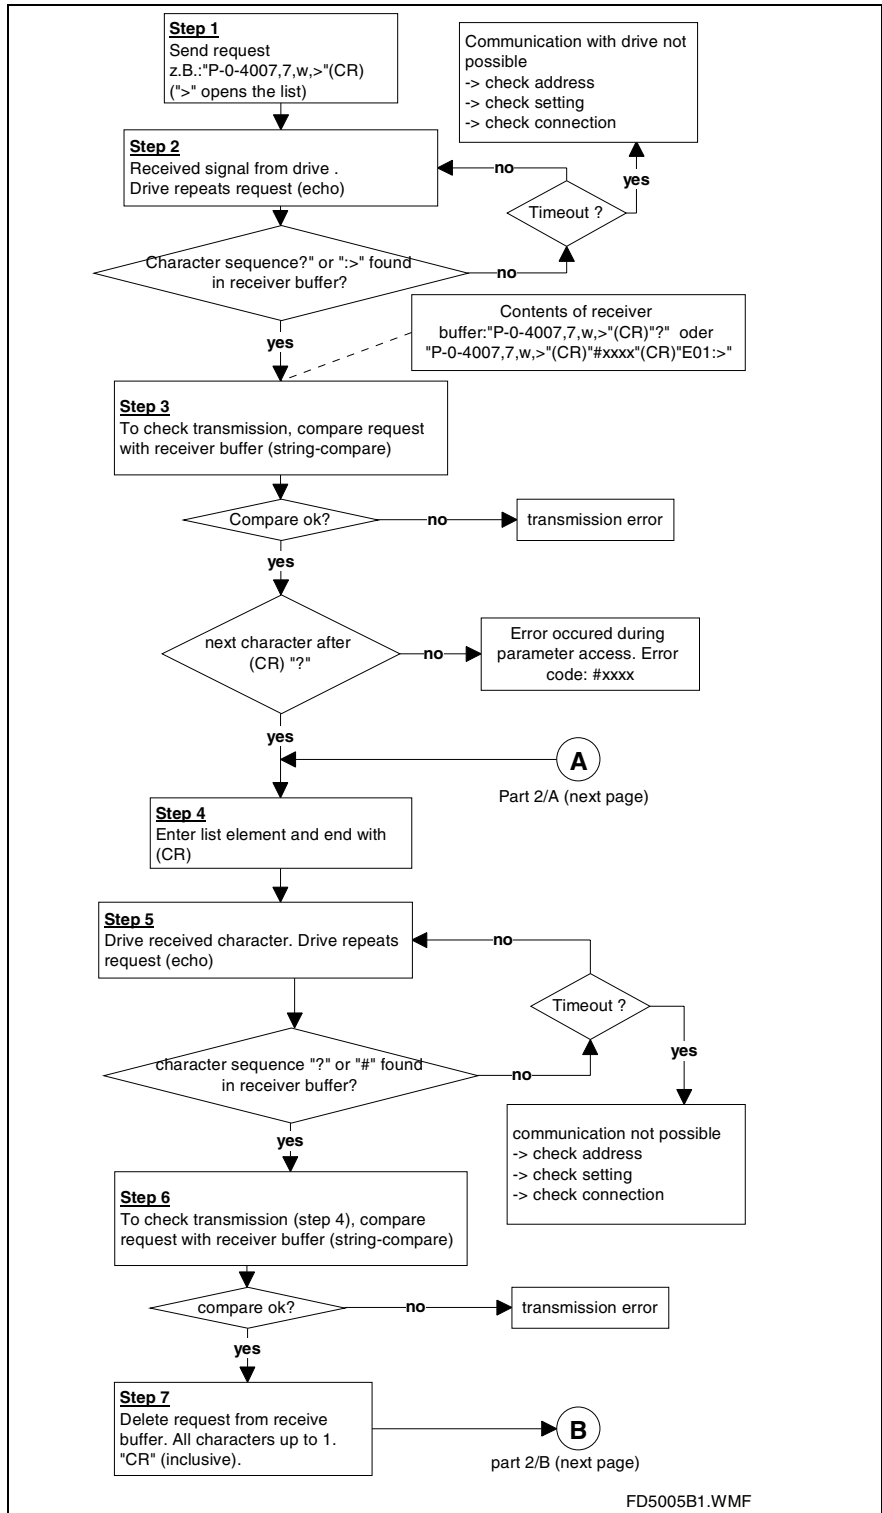 Step 1
Send request
z.B.:"P-0-4007,7,w,>"(CR)
(">" opens the list)
Communication with drive not
possible
-> check address
-> check setting
-> check connection
Step 2
Received signal from drive .
Drive repeats request (echo)
no
yes
Timeout ?
Character sequence?" or ":>" found
in receiver buffer?
no
yes
Contents of receiver
buffer:"P-0-4007,7,w,>"(CR)"?" oder
"P-0-4007,7,w,>"(CR)"#xxxx"(CR)"E01:>"
Step 3
To check transmission, compare request
with receiver buffer (string-compare)
Compare ok?
no
transmission error
yes
next character after
(CR) "?"
no
Error occured during
parameter access. Error
code: #xxxx
yes
A
Part 2/A (next page)
Step 4
Enter list element and end with
(CR)
Step 5
Drive received character. Drive repeats
request (echo)
no
Timeout ?
yes
character sequence "?" or "#" found
in receiver buffer?
no
yes
communication not possible
-> check address
-> check setting
-> check connection
Step 6
To check transmission (step 4), compare
request with receiver buffer (string-compare)
compare ok?
no
transmission error
yes
Step 7
Delete request from receive
buffer. All characters up to 1.
"CR" (inclusive).
B
part 2/B (next page)
FD5005B1.WMF